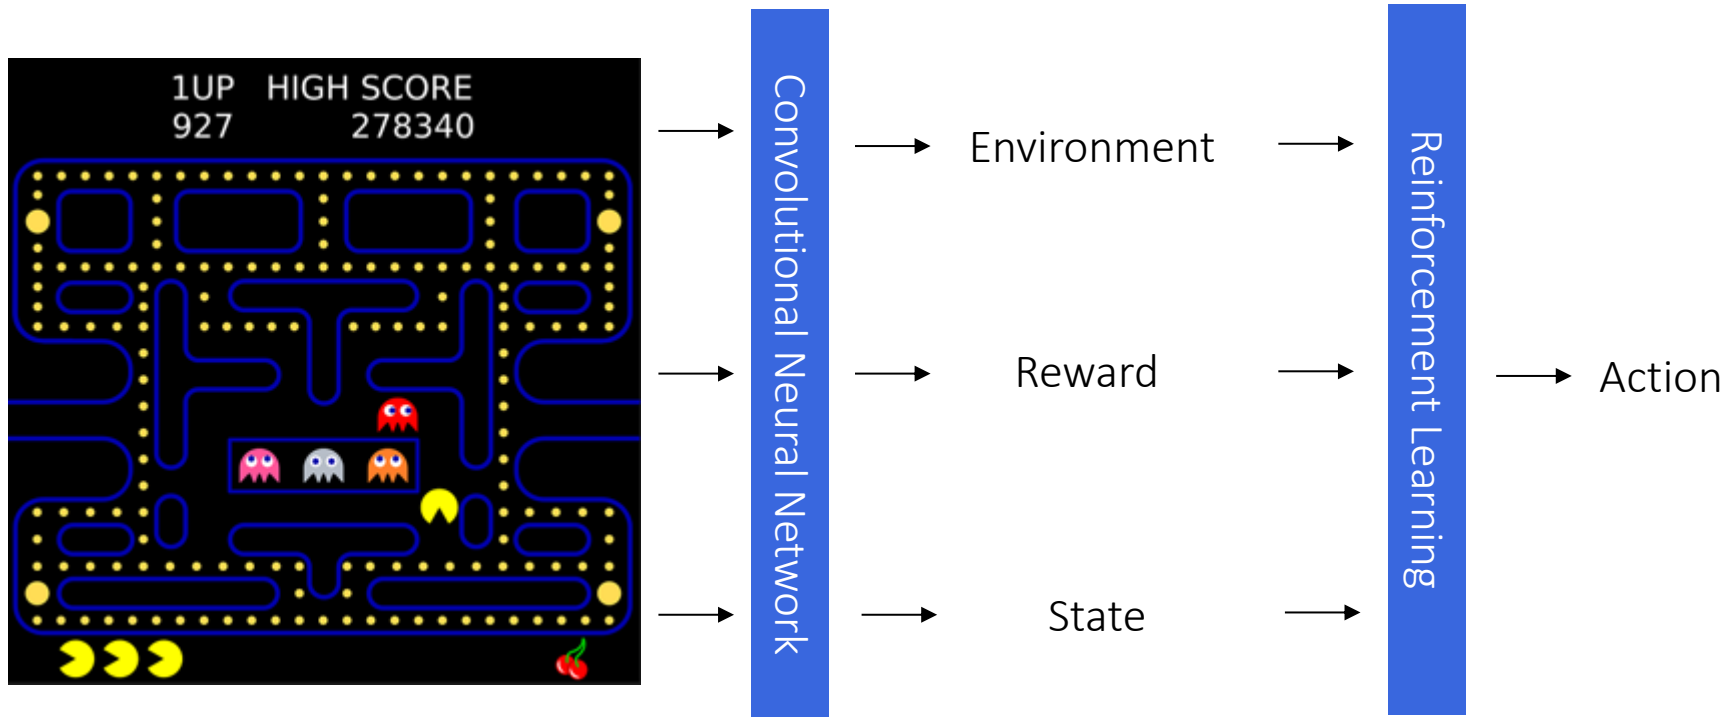 1UP HIGH SCORE
927 278340
Convolutional Neural Network
Environment
Reward
State
Reinforcement Learning
Action